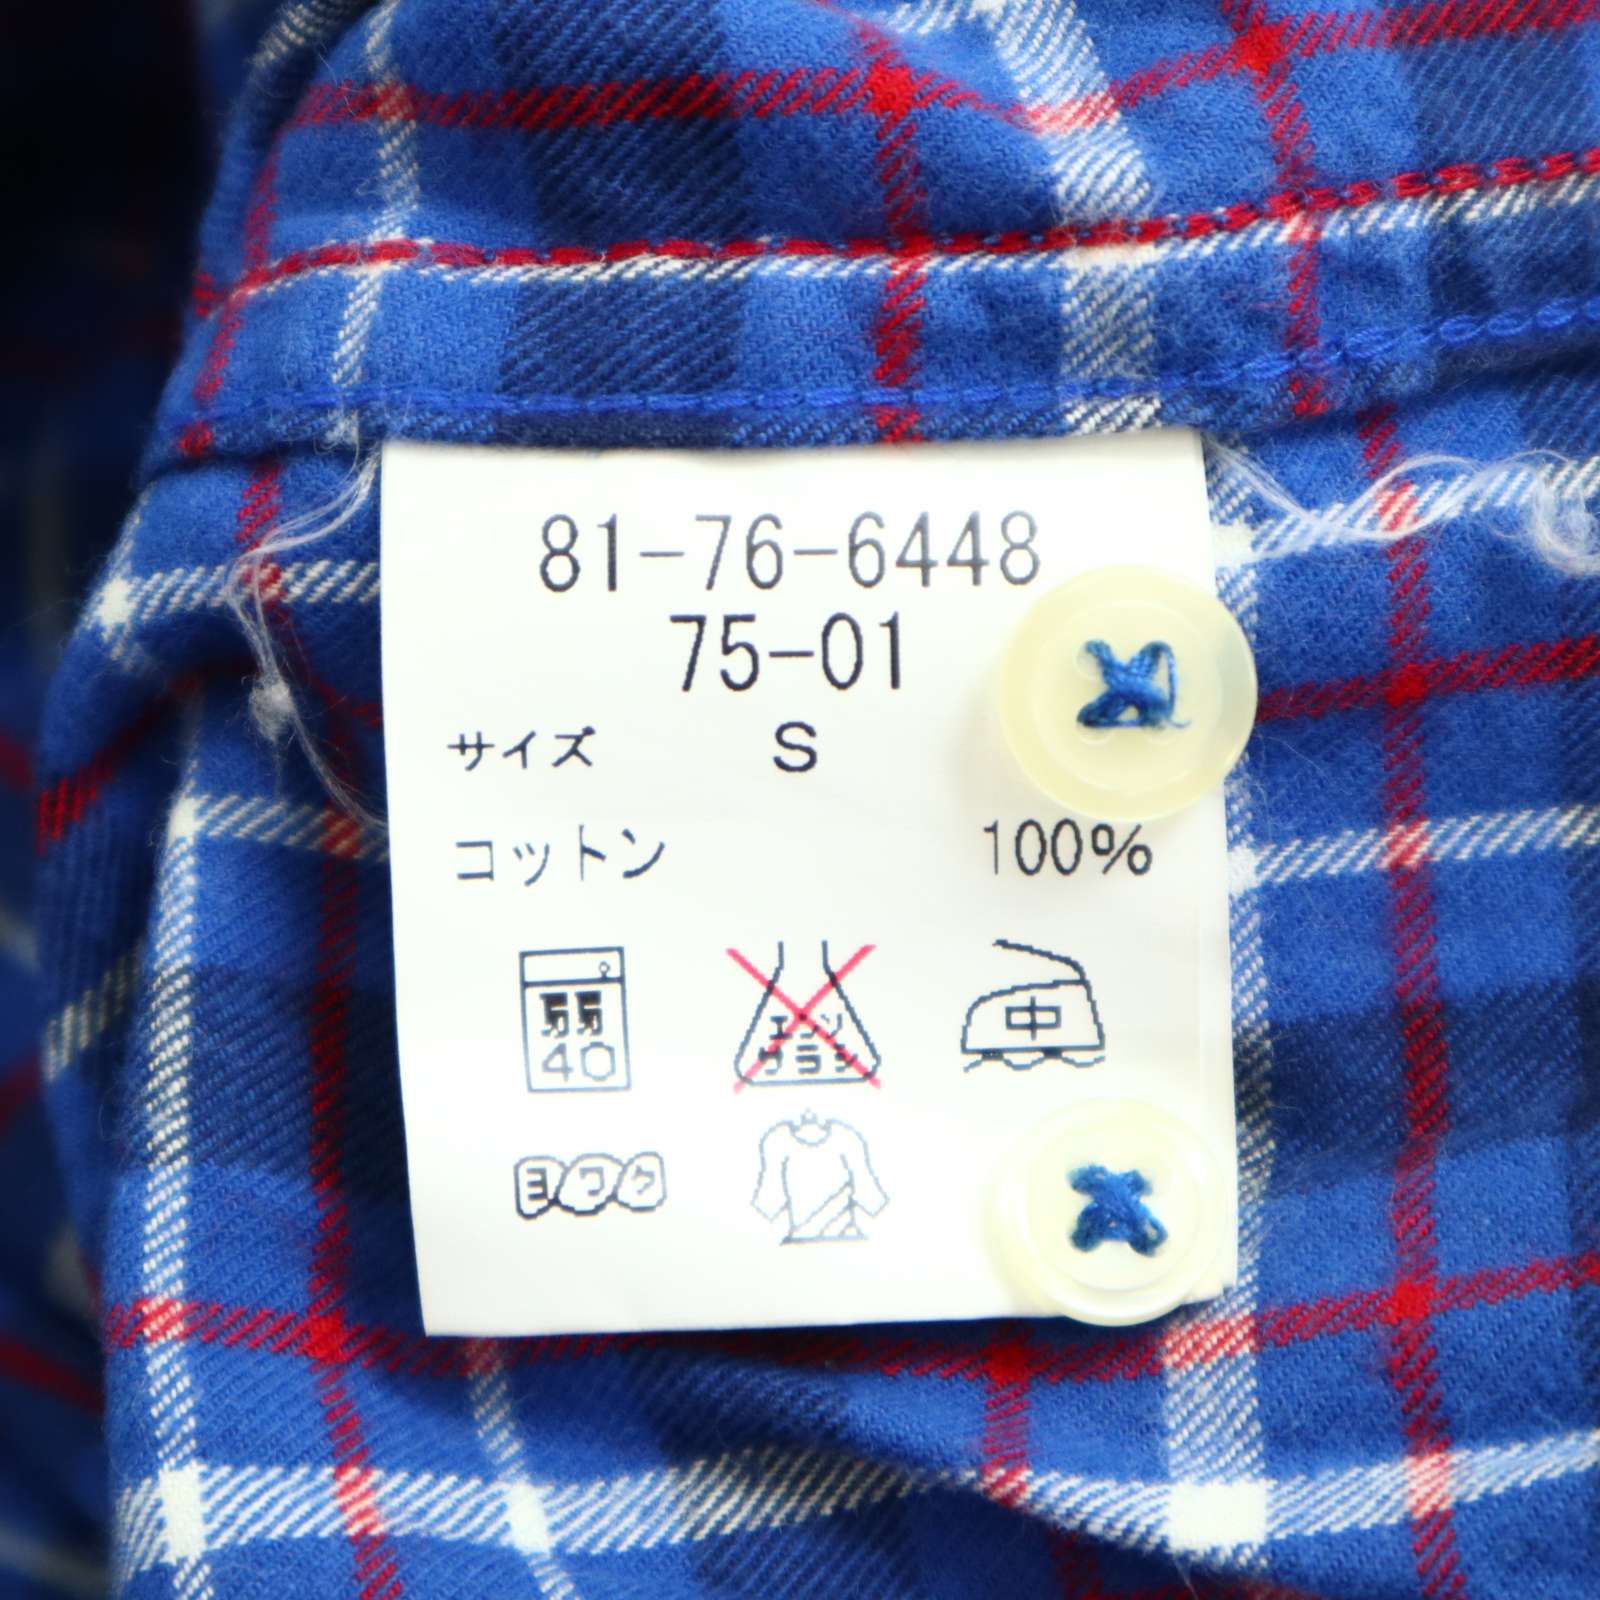 81-76-6448
75-01
サイズ S
コットン 100%
40
エンソ
サラシ
中
ヨワク